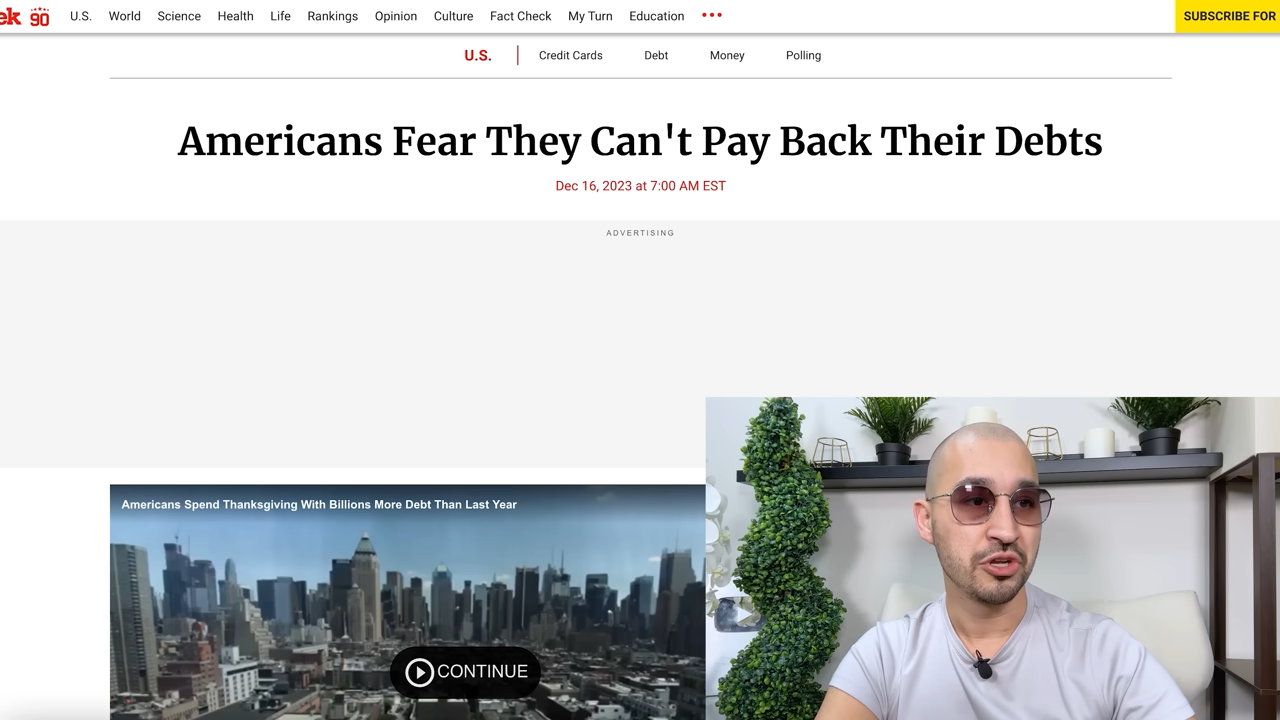 ek 90
U.S. World Science Health Life Rankings Opinion Culture Fact Check My Turn Education
SUBSCRIBE FOR
U.S. Credit Cards Debt Money Polling
Americans Fear They Can't Pay Back Their Debts
Dec 16, 2023 at 7:00 AM EST
ADVERTISING
Americans Spend Thanksgiving With Billions More Debt Than Last Year
CONTINUE